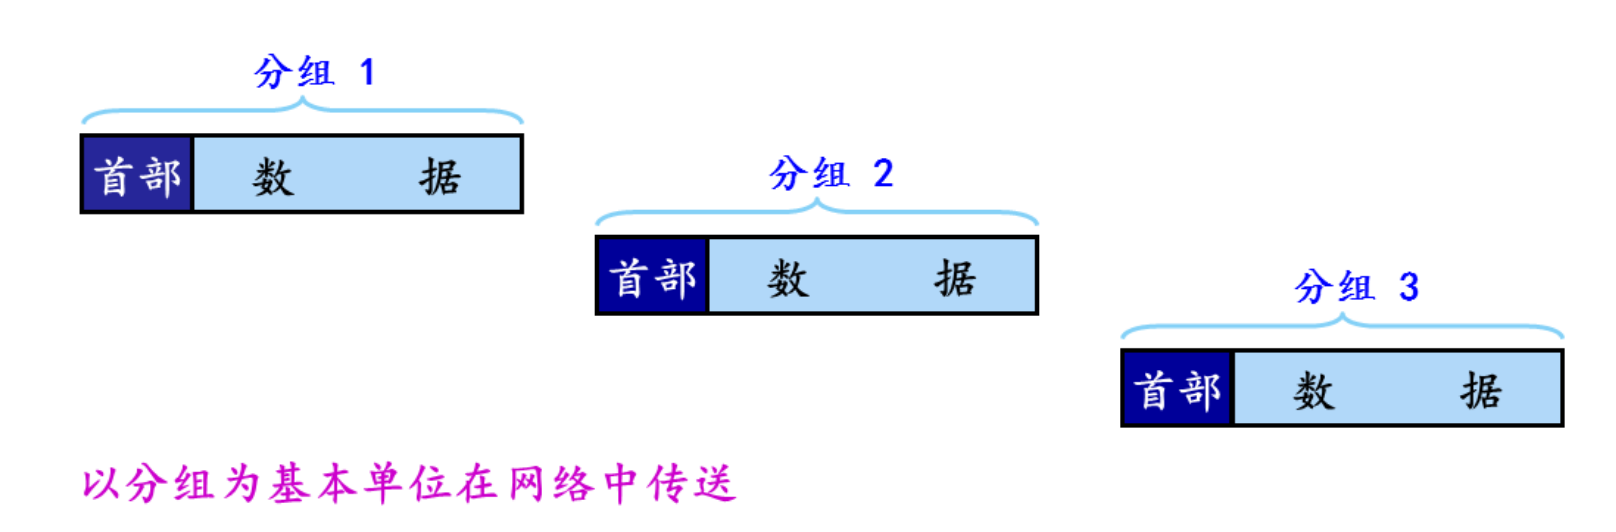 分组 1
首部 数 据
分组 2
首部 数 据
分组 3
首部 数 据
以分组为基本单位在网络中传送